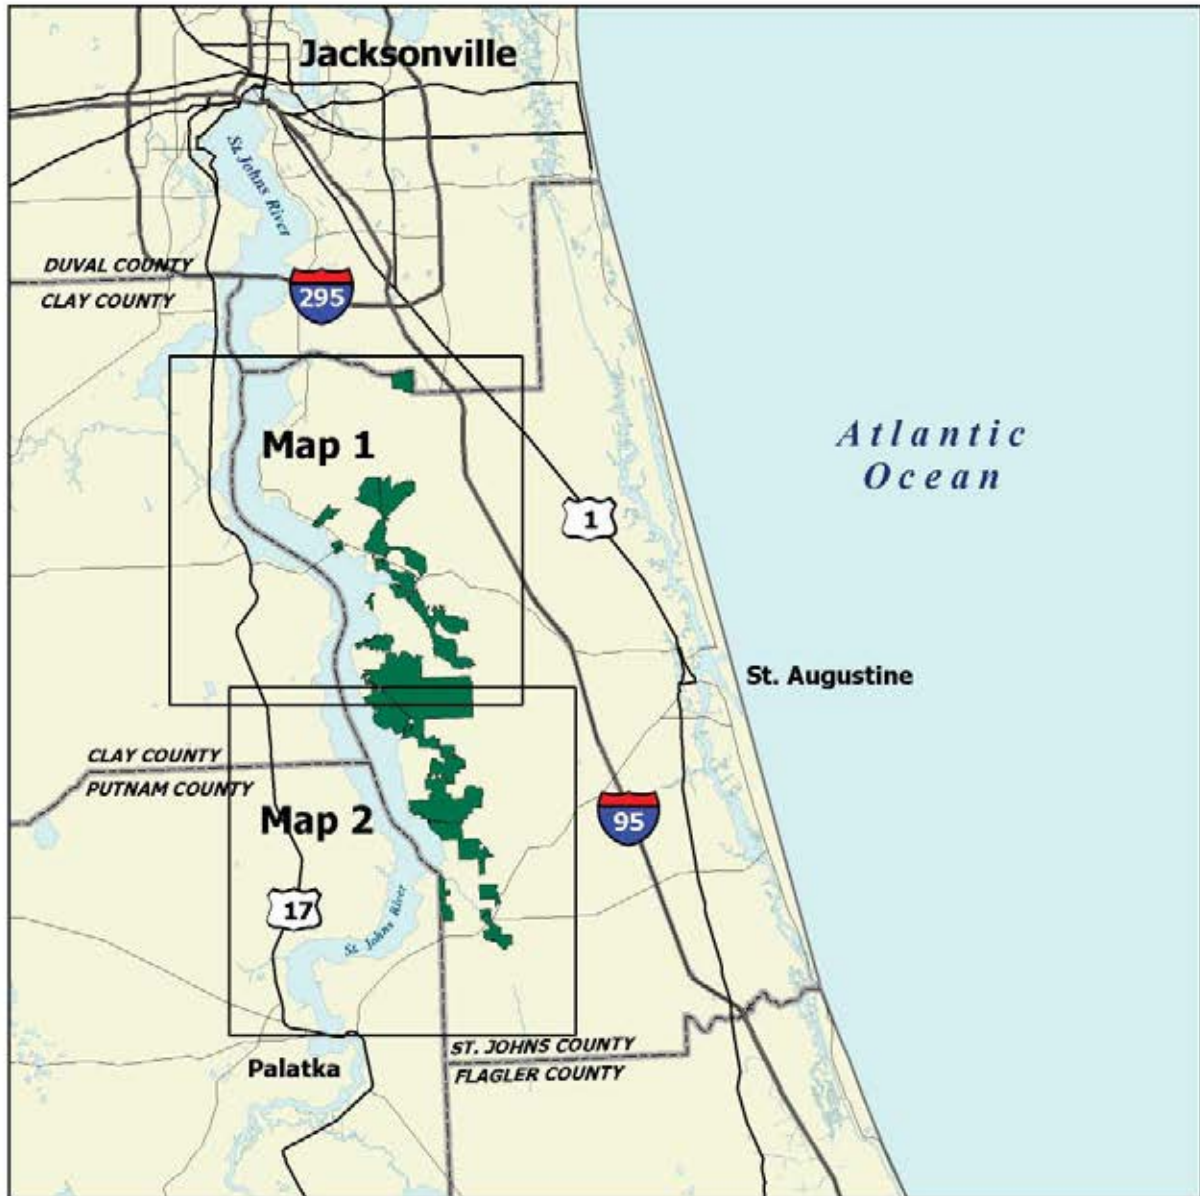 Jacksonville
St. Johns River
DUVAL COUNTY
CLAY COUNTY
295
Map 1
Atlantic
Ocean
1
St. Augustine
CLAY COUNTY
PUTNAM COUNTY
Map 2
95
17
St. Johns River
ST. JOHNS COUNTY
Palatka
FLAGLER COUNTY